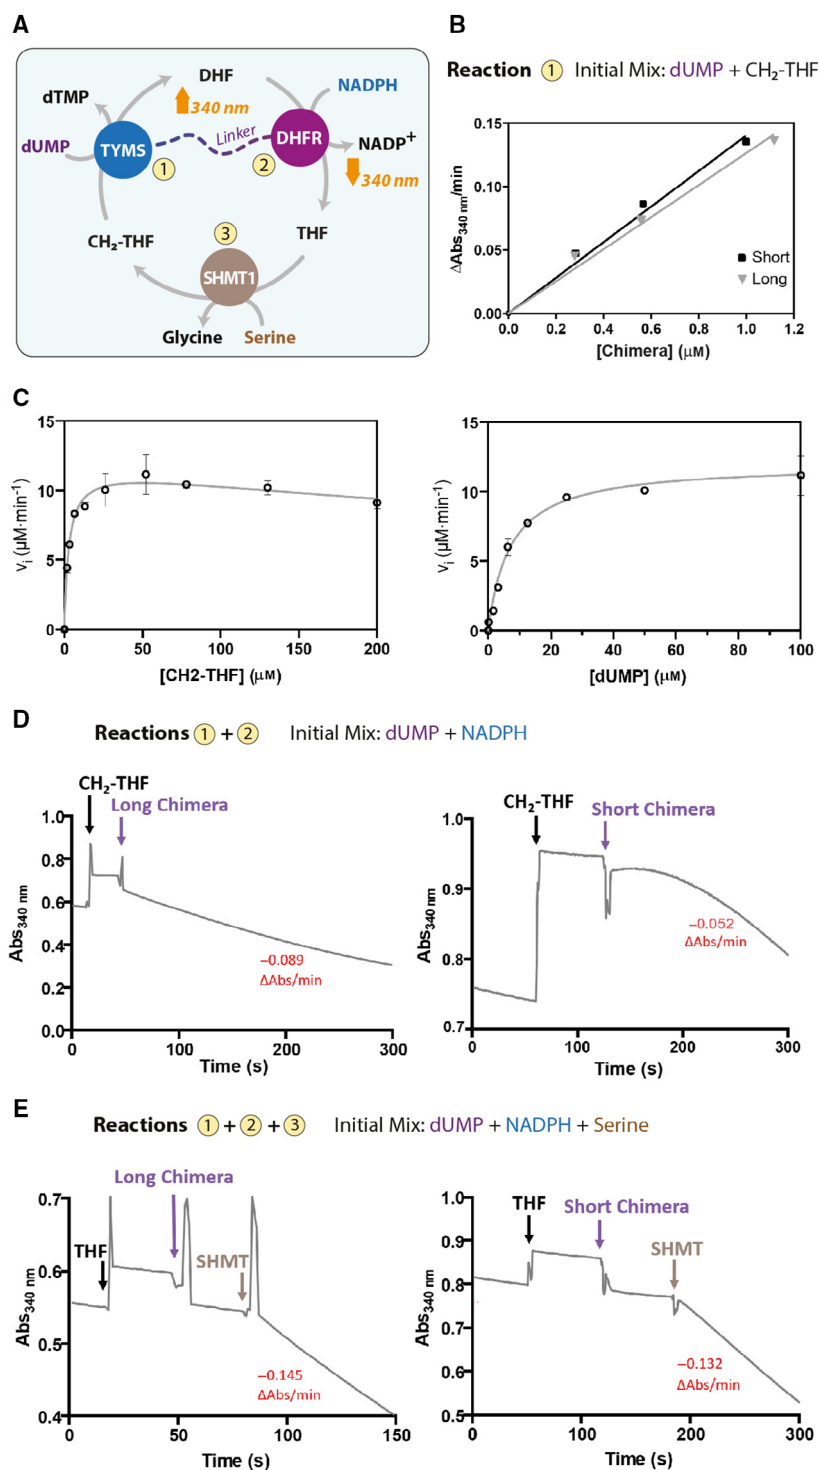 A
DHF
NADPH
340 nm
dTMP
Linker
dUMP
TYMS
DHFR
NADP+
1
2
340 nm
CH₂-THF
3
THF
SHMT1
Glycine
Serine
B
Reaction 1 Initial Mix: dUMP + CH₂-THF
0.15
0.10
0.05
0.00
ΔAbs340 nm/min
Short
Long
0.0 0.2 0.4 0.6 0.8 1.0 1.2
[Chimera] (μM)
C
15
10
5
0
vi (μM·min-1)
0 50 100 150 200
[CH2-THF] (μM)
15
10
5
0
vi (μM·min-1)
0 20 40 60 80 100
[dUMP] (μM)
D
Reactions 1 + 2 Initial Mix: dUMP + NADPH
CH₂-THF
Long Chimera
1.0
0.8
0.6
0.4
0.2
0.0
Abs340 nm
−0.089
ΔAbs/min
0 100 200 300
Time (s)
CH₂-THF
Short Chimera
1.0
0.9
0.8
0.7
Abs340 nm
−0.052
ΔAbs/min
0 100 200 300
Time (s)
E
Reactions 1 + 2 + 3 Initial Mix: dUMP + NADPH + Serine
Long Chimera
THF
SHMT
0.7
0.6
0.5
0.4
Abs340 nm
−0.145
ΔAbs/min
0 50 100 150
Time (s)
THF
Short Chimera
SHMT
1.0
0.9
0.8
0.7
0.6
0.5
Abs340 nm
−0.132
ΔAbs/min
0 100 200 300
Time (s)